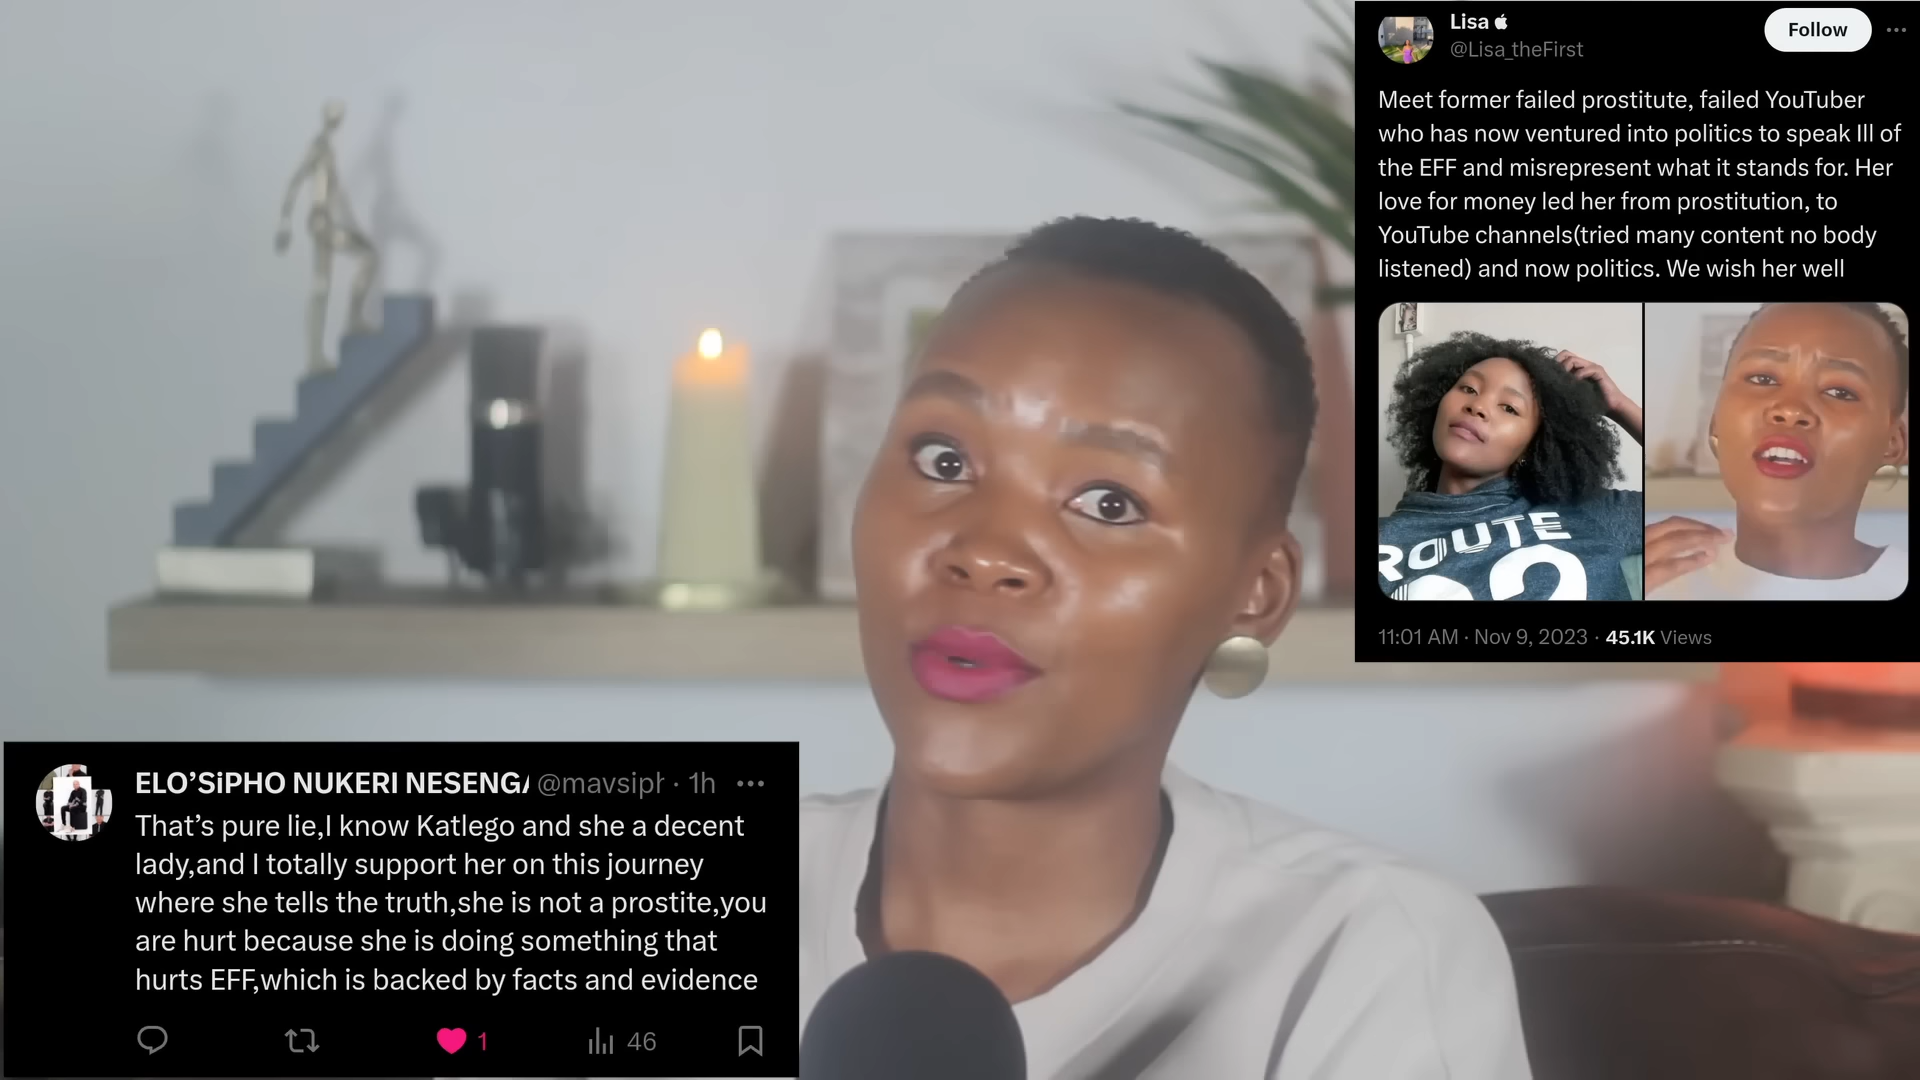 Lisa
@Lisa_theFirst
Follow
Meet former failed prostitute, failed YouTuber
who has now ventured into politics to speak Ill of
the EFF and misrepresent what it stands for. Her
love for money led her from prostitution, to
YouTube channels(tried many content no body
listened) and now politics. We wish her well
ROUTE
11:01 AM · Nov 9, 2023 · 45.1K Views
ELO’SiPHO NUKERI NESENGA @mavsiph · 1h
That’s pure lie,I know Katlego and she a decent
lady,and I totally support her on this journey
where she tells the truth,she is not a prostite,you
are hurt because she is doing something that
hurts EFF,which is backed by facts and evidence
1
46